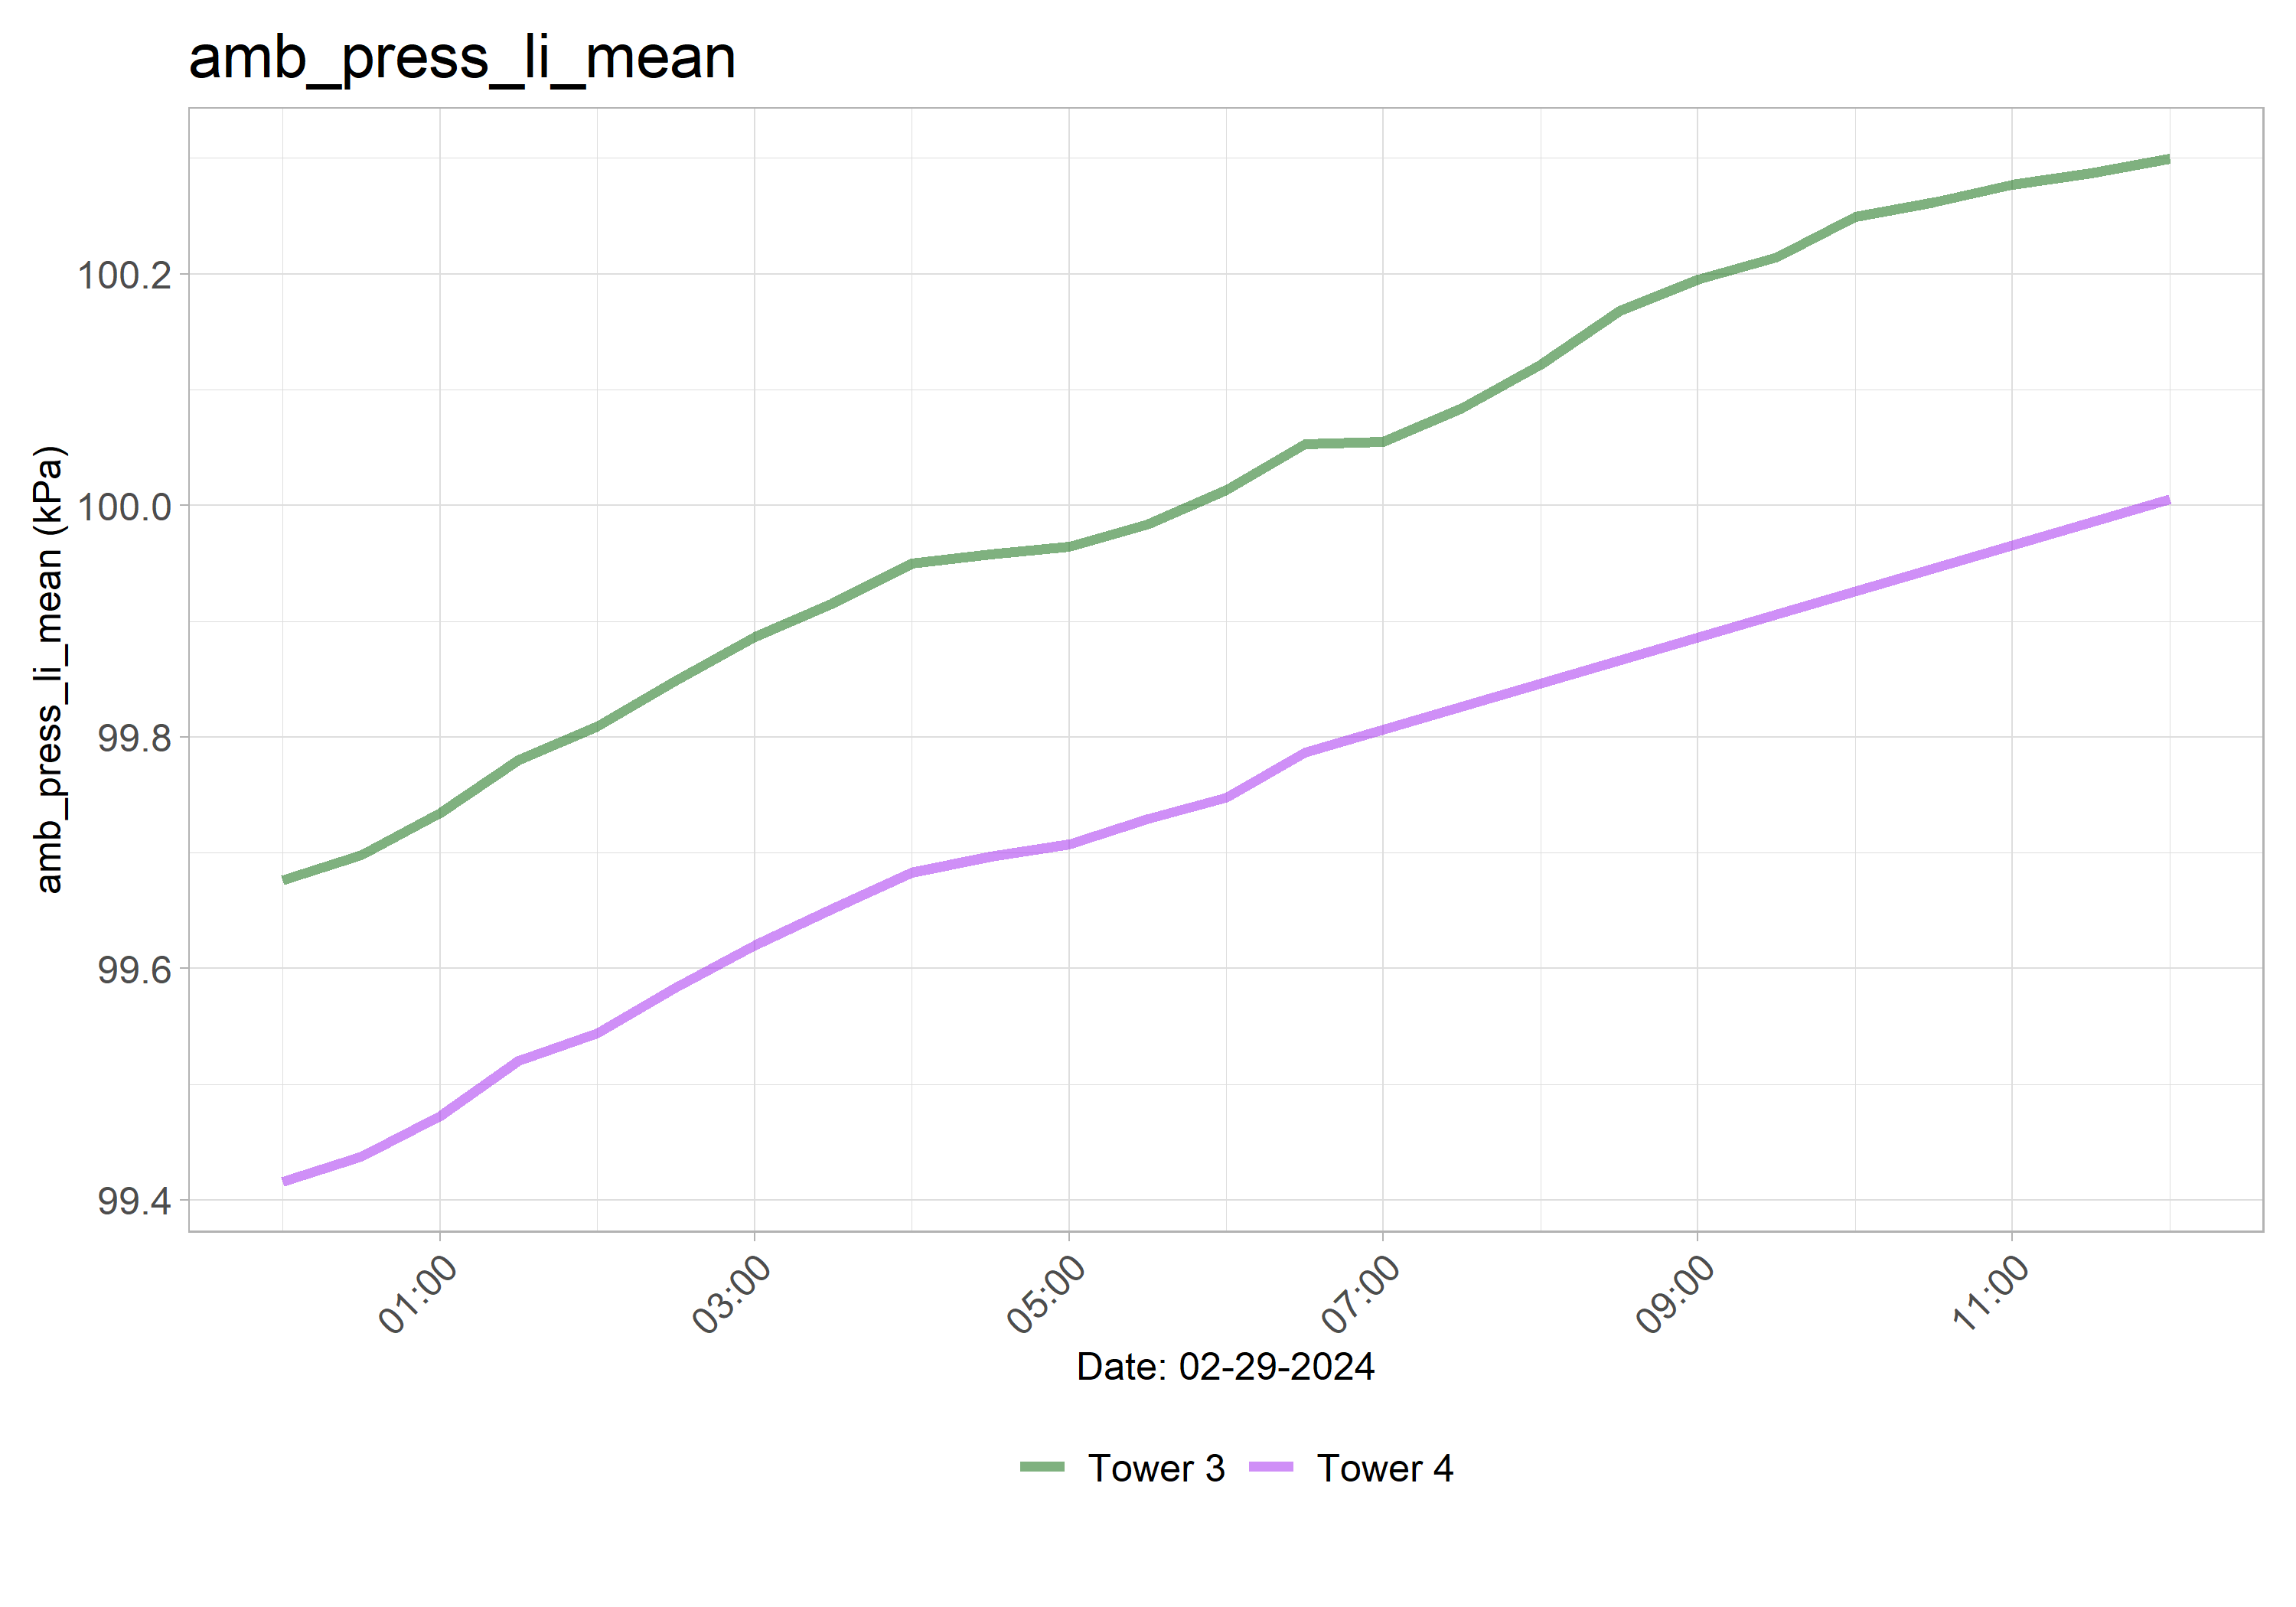 amb_press_li_mean
amb_press_li_mean (kPa)
100.2
100.0
99.8
99.6
99.4
01:00
03:00
05:00
07:00
09:00
11:00
Date: 02-29-2024
Tower 3
Tower 4